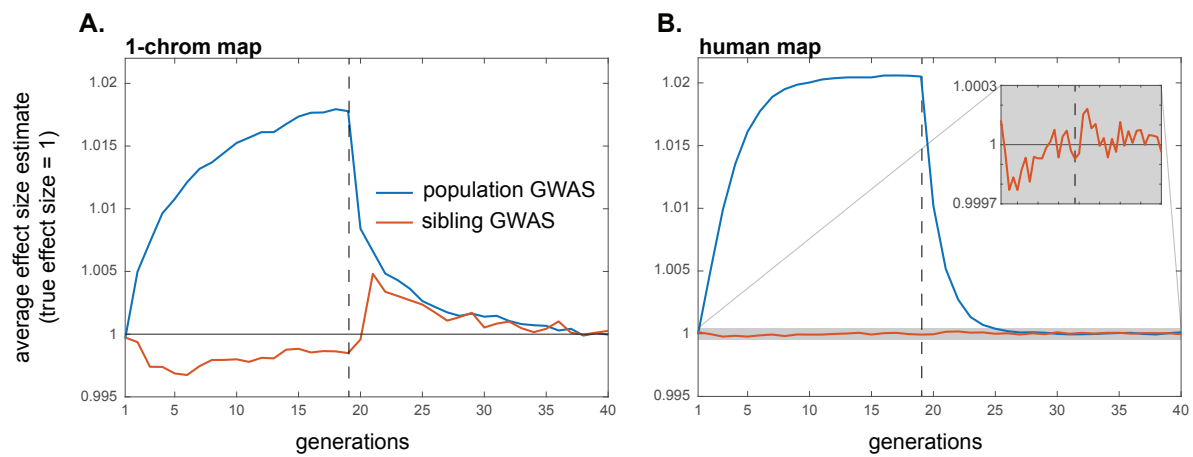 A.
1-chrom map
average effect size estimate
(true effect size = 1)
1.02
1.015
1.01
1.005
1
0.995
population GWAS
sibling GWAS
1 5 10 15 20 25 30 35 40
generations
B.
human map
1.02
1.015
1.01
1.005
1
0.995
1.0003
1
0.9997
1 5 10 15 20 25 30 35 40
generations